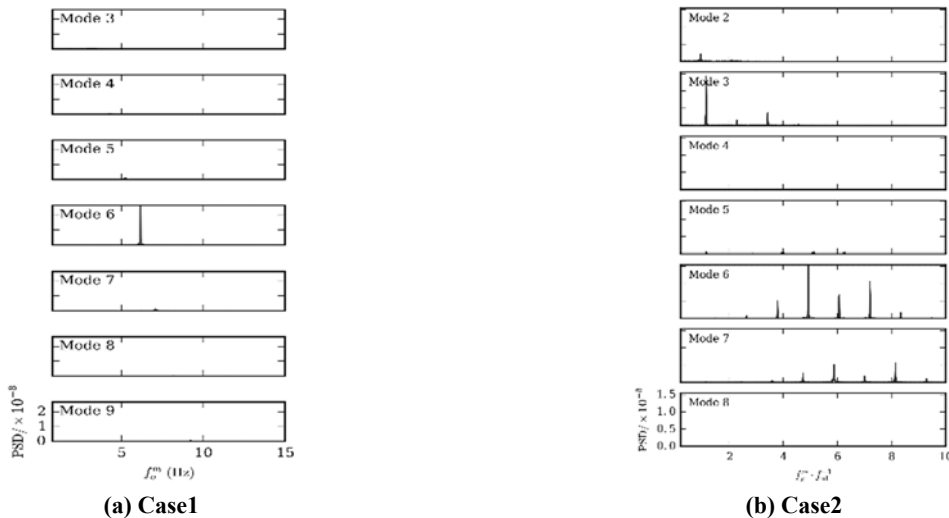 Mode 3
Mode 4
Mode 5
Mode 6
Mode 7
Mode 8
Mode 9
PSD/×10⁻⁸
2
1
0
5 10 15
f_o^m (Hz)
(a) Case1
Mode 2
Mode 3
Mode 4
Mode 5
Mode 6
Mode 7
Mode 8
PSD/×10⁻⁸
1.5
1.0
0.5
0.0
2 4 6 8 10
(b) Case2